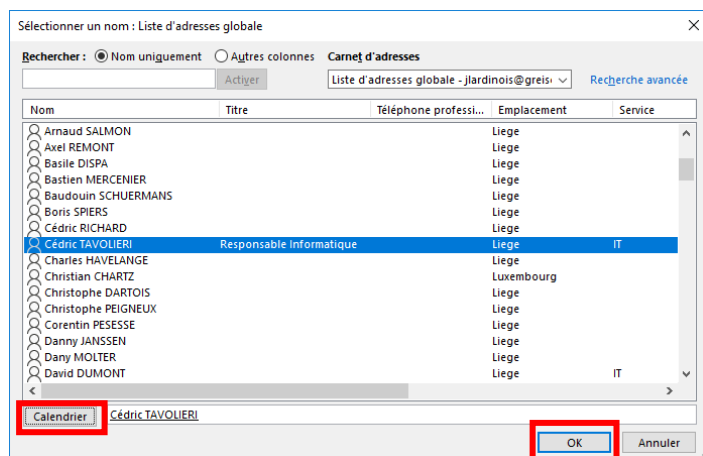 Sélectionner un nom : Liste d'adresses globale
Rechercher : Nom uniquement Autres colonnes Carnet d'adresses
Activer Liste d'adresses globale - jlardinois@greis Recherche avancée
Nom Titre Téléphone professi... Emplacement Service
Arnaud SALMON Liege
Axel REMONT Liege
Basile DISPA Liege
Bastien MERCENIER Liege
Baudouin SCHUERMANS Liege
Boris SPIERS Liege
Cédric RICHARD Liege
Cédric TAVOLIERI Responsable Informatique Liege IT
Charles HAVELANGE Liege
Christian CHARTZ Luxembourg
Christophe DARTOIS Liege
Christophe PEIGNEUX Liege
Corentin PESESSE Liege
Danny JANSSEN Liege
Dany MOLTER Liege
David DUMONT Liege IT
Calendrier Cédric TAVOLIERI
OK Annuler